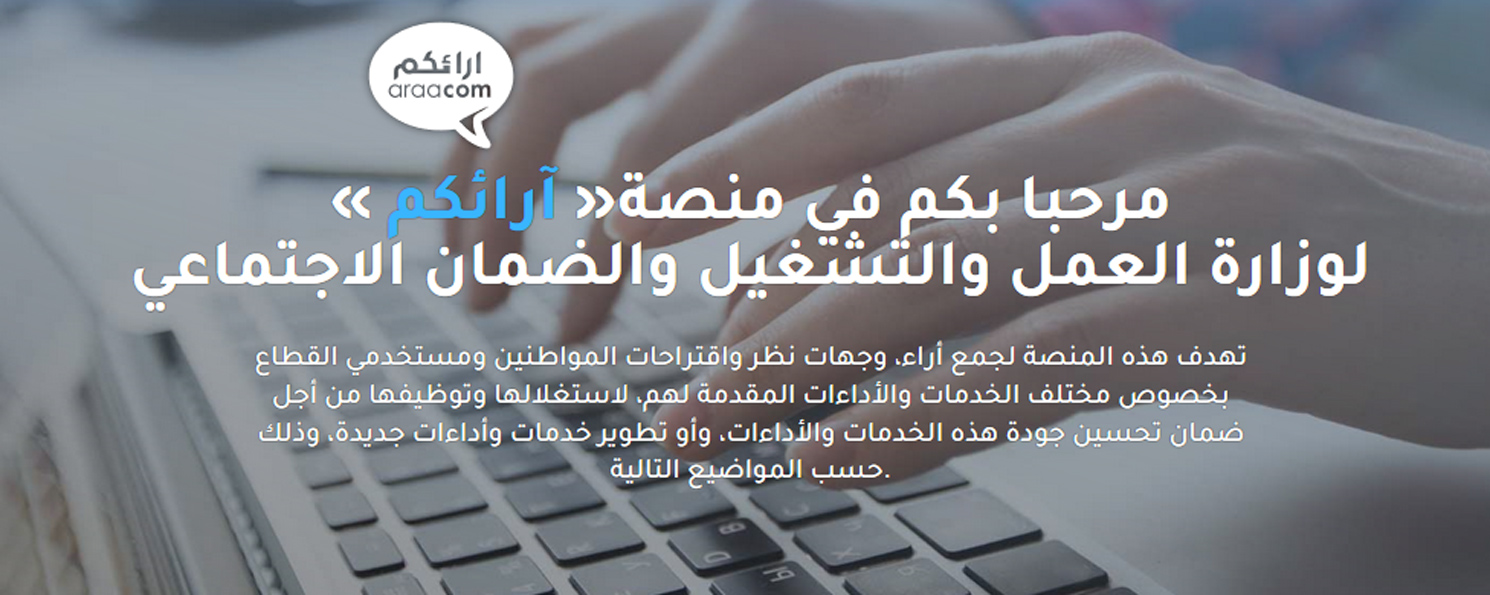 ارائكم
araacom
مرحبا بكم في منصة« آرائكم »
لوزارة العمل والتشغيل والضمان الاجتماعي
تهدف هذه المنصة لجمع أراء، وجهات نظر واقتراحات المواطنين ومستخدمي القطاع
بخصوص مختلف الخدمات والأداءات المقدمة لهم، لاستغلالها وتوظيفها من أجل
ضمان تحسين جودة هذه الخدمات والأداءات، وأو تطوير خدمات وأداءات جديدة، وذلك
.حسب المواضيع التالية